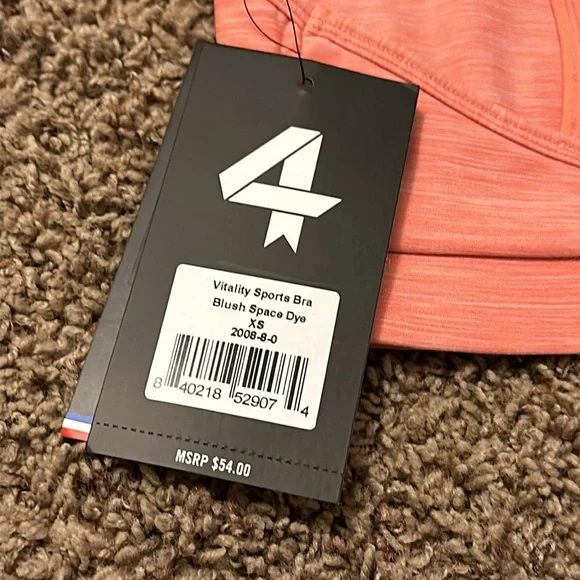 4
Vitality Sports Bra
Blush Space Dye
XS
2008-8-0
8 40218 52907 4
MSRP $54.00